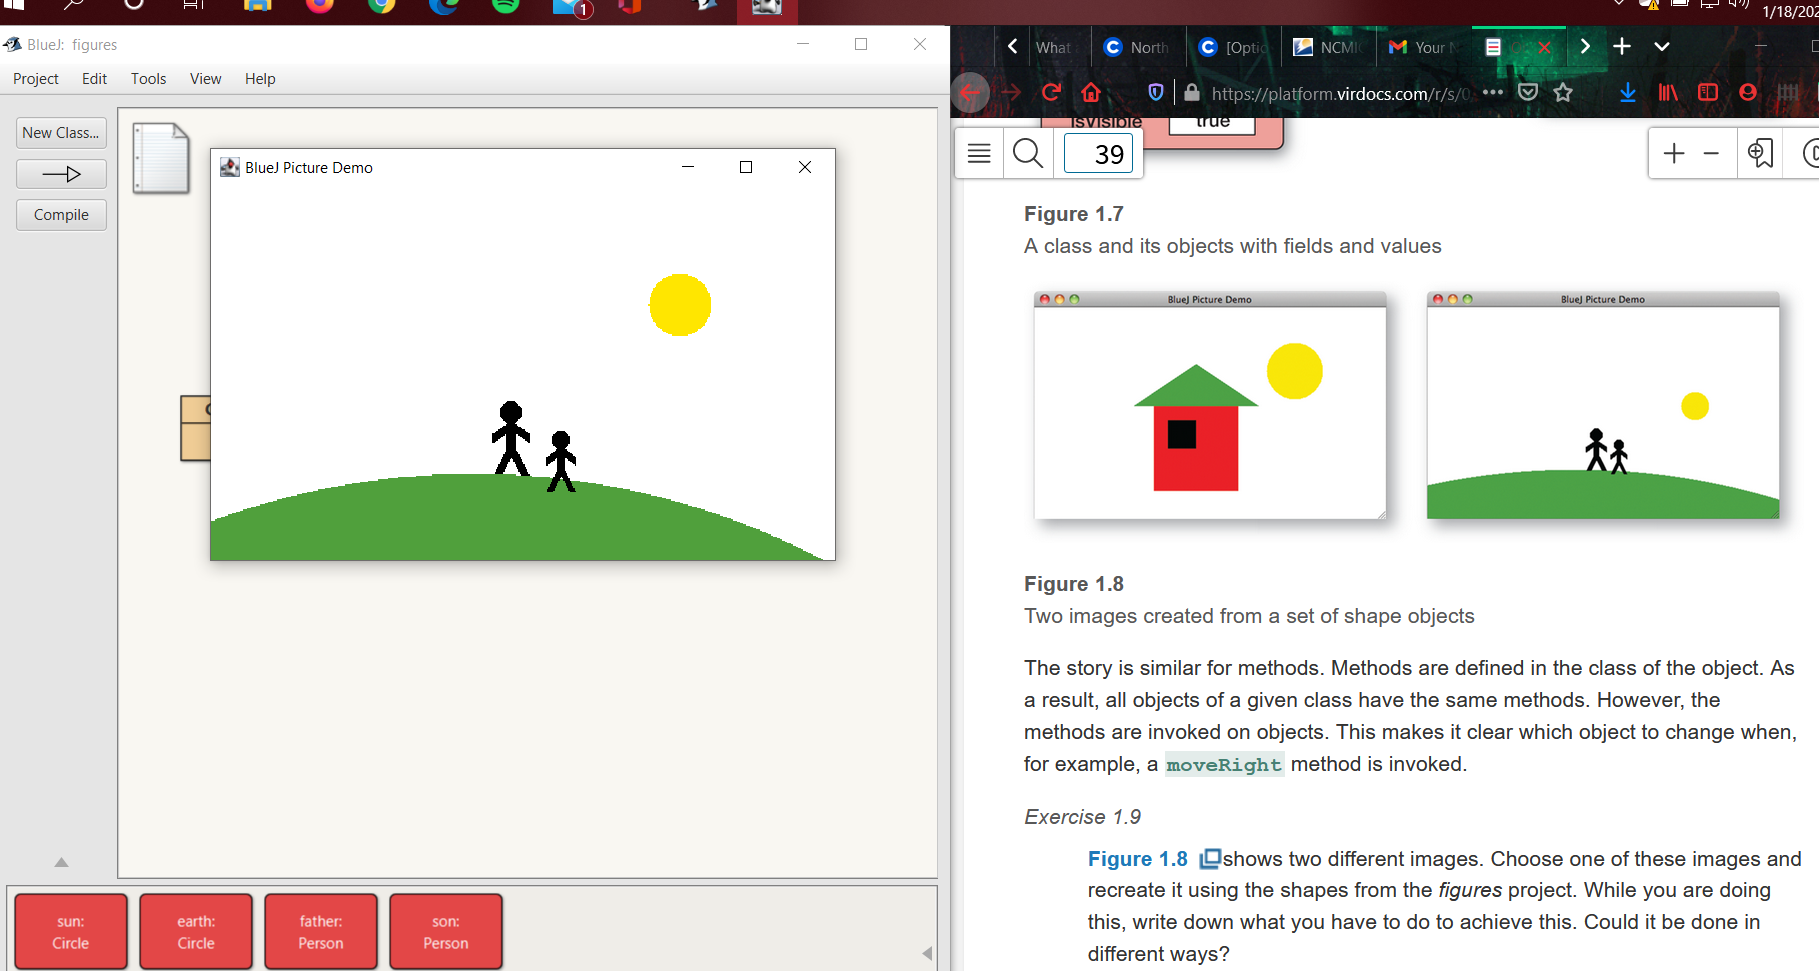 1
1/18/202
BlueJ: figures
Project Edit Tools View Help
New Class...
Compile
BlueJ Picture Demo
sun:
Circle
earth:
Circle
father:
Person
son:
Person
What
North
[Optic
NCMI
Your
https://platform.virdocs.com/r/s/0
isVisible
true
39
Figure 1.7
A class and its objects with fields and values
BlueJ Picture Demo
BlueJ Picture Demo
Figure 1.8
Two images created from a set of shape objects
The story is similar for methods. Methods are defined in the class of the object. As
a result, all objects of a given class have the same methods. However, the
methods are invoked on objects. This makes it clear which object to change when,
for example, a moveRight method is invoked.
Exercise 1.9
Figure 1.8 shows two different images. Choose one of these images and
recreate it using the shapes from the figures project. While you are doing
this, write down what you have to do to achieve this. Could it be done in
different ways?